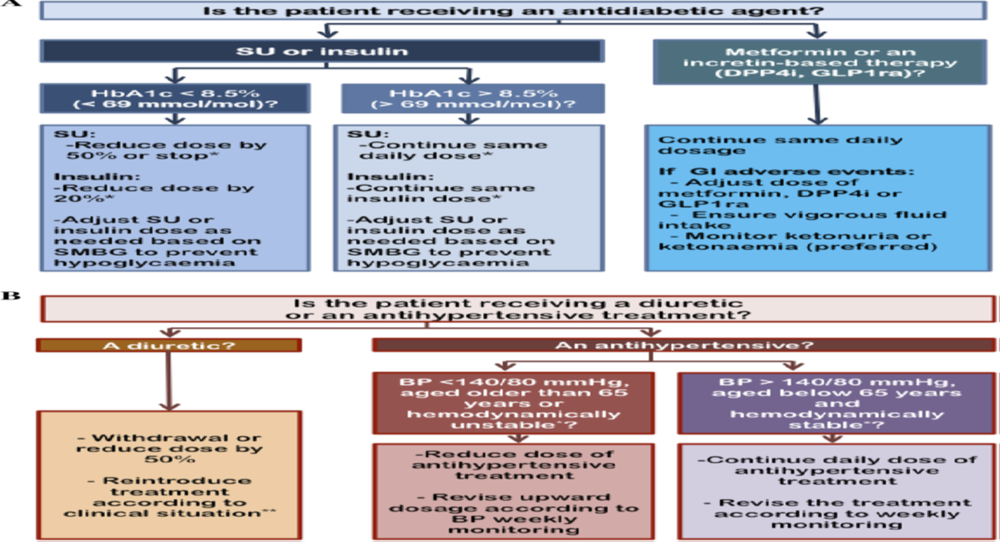 A
Is the patient receiving an antidiabetic agent?
SU or insulin
Metformin or an
incretin-based therapy
(DPP4i, GLP1ra)?
HbA1c < 8.5%
(< 69 mmol/mol)?
HbA1c > 8.5%
(> 69 mmol/mol)?
SU:
-Reduce dose by
50% or stop*
Insulin:
-Reduce dose by
20%*
-Adjust SU or
insulin dose as
needed based on
SMBG to prevent
hypoglycaemia
SU:
-Continue same
daily dose*
Insulin:
-Continue same
insulin dose*
-Adjust SU or
insulin dose as
needed based on
SMBG to prevent
hypoglycaemia
Continue same daily
dosage
If GI adverse events:
- Adjust dose of
metformin, DPP4i or
GLP1ra
- Ensure vigorous fluid
intake
- Monitor ketonuria or
ketonaemia (preferred)
B
Is the patient receiving a diuretic
or an antihypertensive treatment?
A diuretic?
An antihypertensive?
BP <140/80 mmHg,
aged older than 65
years or
hemodynamically
unstable*?
BP > 140/80 mmHg,
aged below 65 years
and
hemodynamically
stable*?
- Withdrawal or
reduce dose by
50%
- Reintroduce
treatment
according to
clinical situation**
-Reduce dose of
antihypertensive
treatment
- Revise upward
dosage according to
BP weekly
monitoring
-Continue daily dose of
antihypertensive
treatment
- Revise the treatment
according to weekly
monitoring